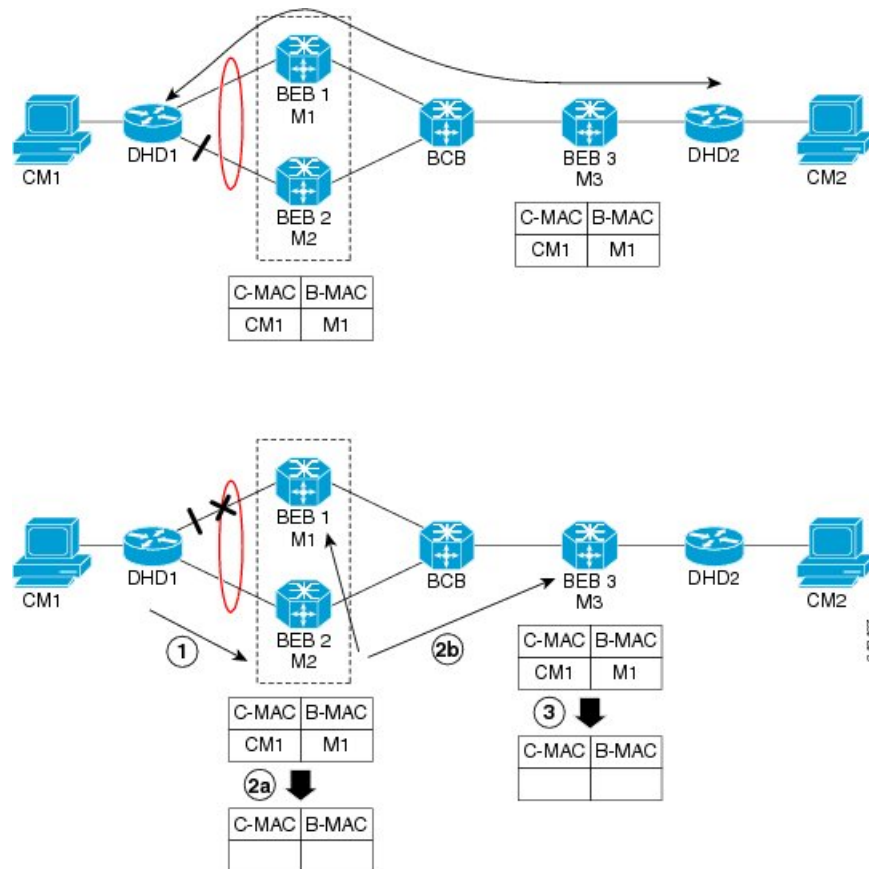 BEB 1
M1
CM1
DHD1
BEB 2
M2
BCB
BEB 3
M3
DHD2
CM2
C-MAC B-MAC
CM1 M1
C-MAC B-MAC
CM1 M1
BEB 1
M1
CM1
DHD1
BEB 2
M2
BCB
BEB 3
M3
DHD2
CM2
1
2b
C-MAC B-MAC
CM1 M1
3
C-MAC B-MAC
C-MAC B-MAC
CM1 M1
2a
C-MAC B-MAC